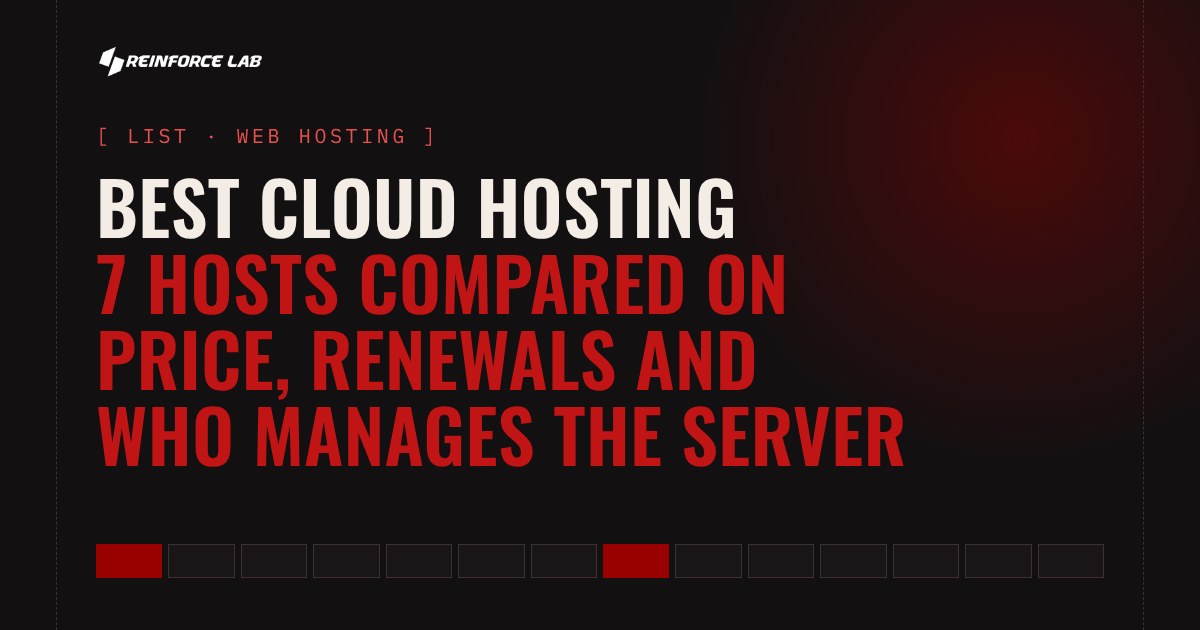 REINFORCE LAB
[ LIST · WEB HOSTING ]
BEST CLOUD HOSTING
7 HOSTS COMPARED ON
PRICE, RENEWALS AND
WHO MANAGES THE SERVER